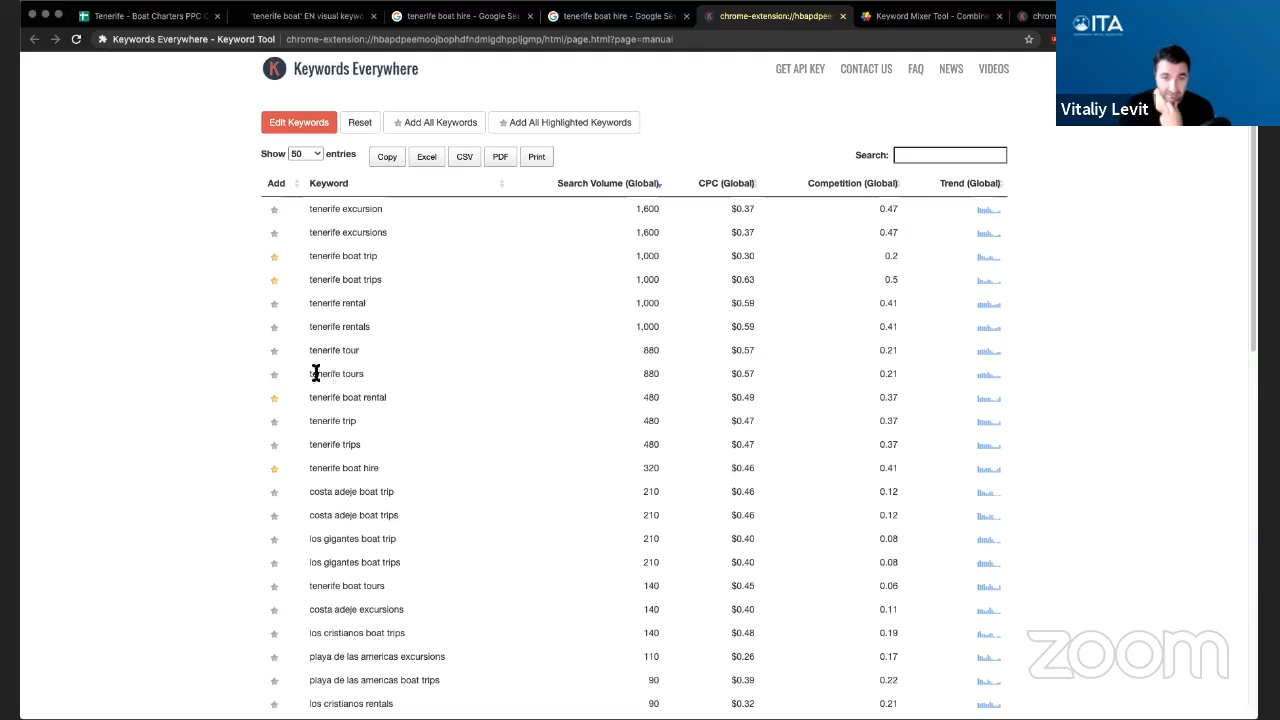 Tenerife - Boat Charters PPC C
'tenerife boat' EN visual keywo
tenerife boat hire - Google Se
tenerife boat hire - Google Se
chrome-extension://hbapdpee
Keyword Mixer Tool - Combine
chrome-extension
Keywords Everywhere - Keyword Tool
chrome-extension://hbapdppemoojbophdfndmlgdhppljgmp/html/page.html?page=manual
ITA
Vitaliy Levit
K Keywords Everywhere
GET API KEY CONTACT US FAQ NEWS VIDEOS
Edit Keywords Reset Add All Keywords Add All Highlighted Keywords
Show 50 entries Copy Excel CSV PDF Print Search:
Add Keyword Search Volume (Global) CPC (Global) Competition (Global) Trend (Global)
tenerife excursion 1,600 $0.37 0.47
tenerife excursions 1,600 $0.37 0.47
tenerife boat trip 1,000 $0.30 0.2
tenerife boat trips 1,000 $0.63 0.5
tenerife rental 1,000 $0.59 0.41
tenerife rentals 1,000 $0.59 0.41
tenerife tour 880 $0.57 0.21
tenerife tours 880 $0.57 0.21
tenerife boat rental 480 $0.49 0.37
tenerife trip 480 $0.47 0.37
tenerife trips 480 $0.47 0.37
tenerife boat hire 320 $0.46 0.41
costa adeje boat trip 210 $0.46 0.12
costa adeje boat trips 210 $0.46 0.12
los gigantes boat trip 210 $0.40 0.08
los gigantes boat trips 210 $0.40 0.08
tenerife boat tours 140 $0.45 0.06
costa adeje excursions 140 $0.40 0.11
los cristianos boat trips 140 $0.48 0.19
playa de las americas excursions 110 $0.26 0.17
playa de las americas boat trips 90 $0.39 0.22
los cristianos rentals 90 $0.32 0.21
zoom